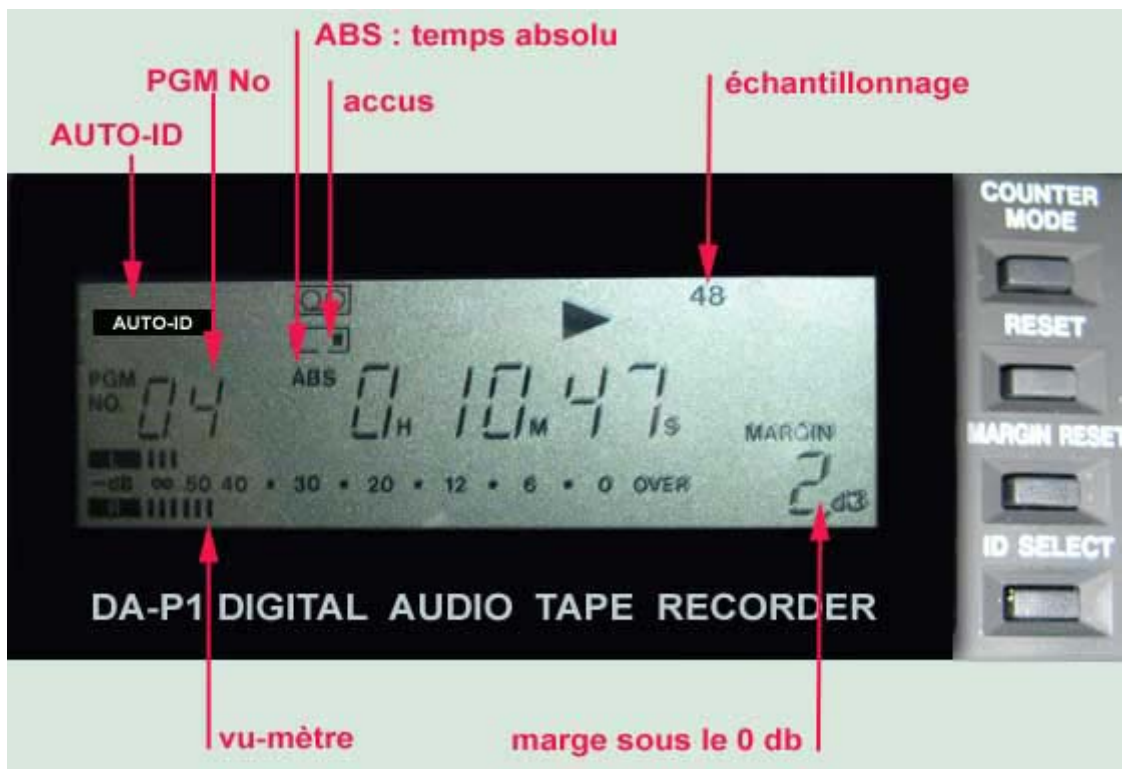 ABS : temps absolu
PGM No
échantillonnage
accus
AUTO-ID
COUNTER
MODE
48
AUTO-ID
RESET
PGM
NO. 04
ABS 0H 10M 47S
MARGIN
MARGIN RESET
-dB ∞ 50 40 • 30 • 20 • 12 • 6 • 0 OVER
2dB
ID SELECT
DA-P1 DIGITAL AUDIO TAPE RECORDER
vu-mètre
marge sous le 0 db